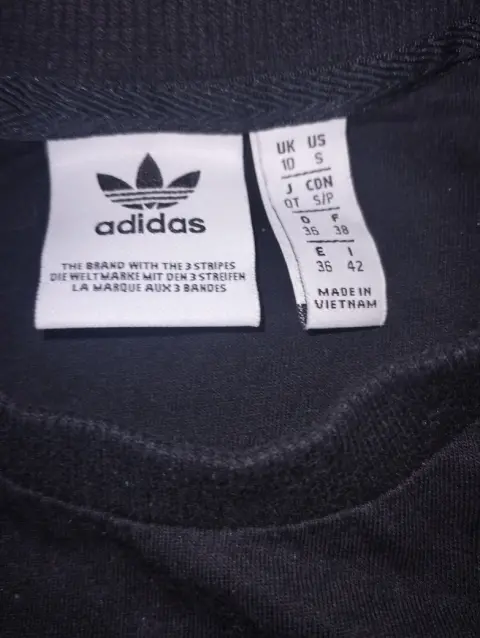 adidas
THE BRAND WITH THE 3 STRIPES
DIE WELTMARKE MIT DEN 3 STREIFEN
LA MARQUE AUX 3 BANDES
UK US
10 S
J CDN
OT S/P
D F
36 38
E I
36 42
MADE IN
VIETNAM